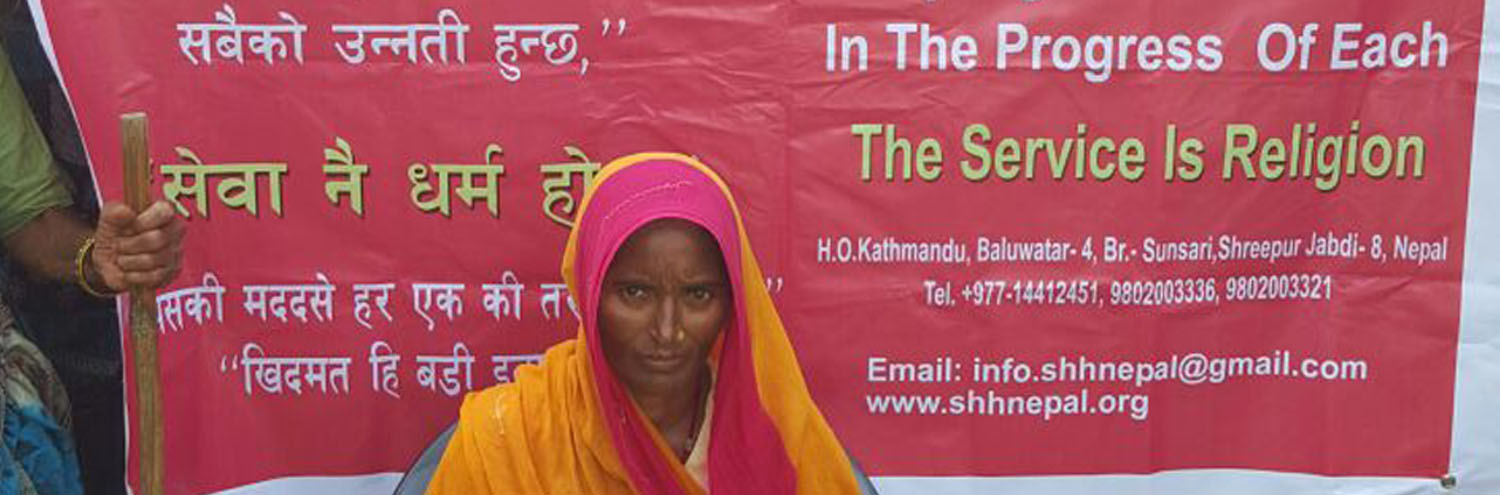 सबैको उन्नती हुन्छ,”
सेवा नै धर्म
मददसे हर एक की
“खिदमत हि बडी
In The Progress Of Each
The Service Is Religion
H.O.Kathmandu, Baluwatar- 4, Br.- Sunsari,Shreepur Jabdi- 8, Nepal
Tel. +977-14412451, 9802003336, 9802003321
Email: info.shhnepal@gmail.com
www.shhnepal.org